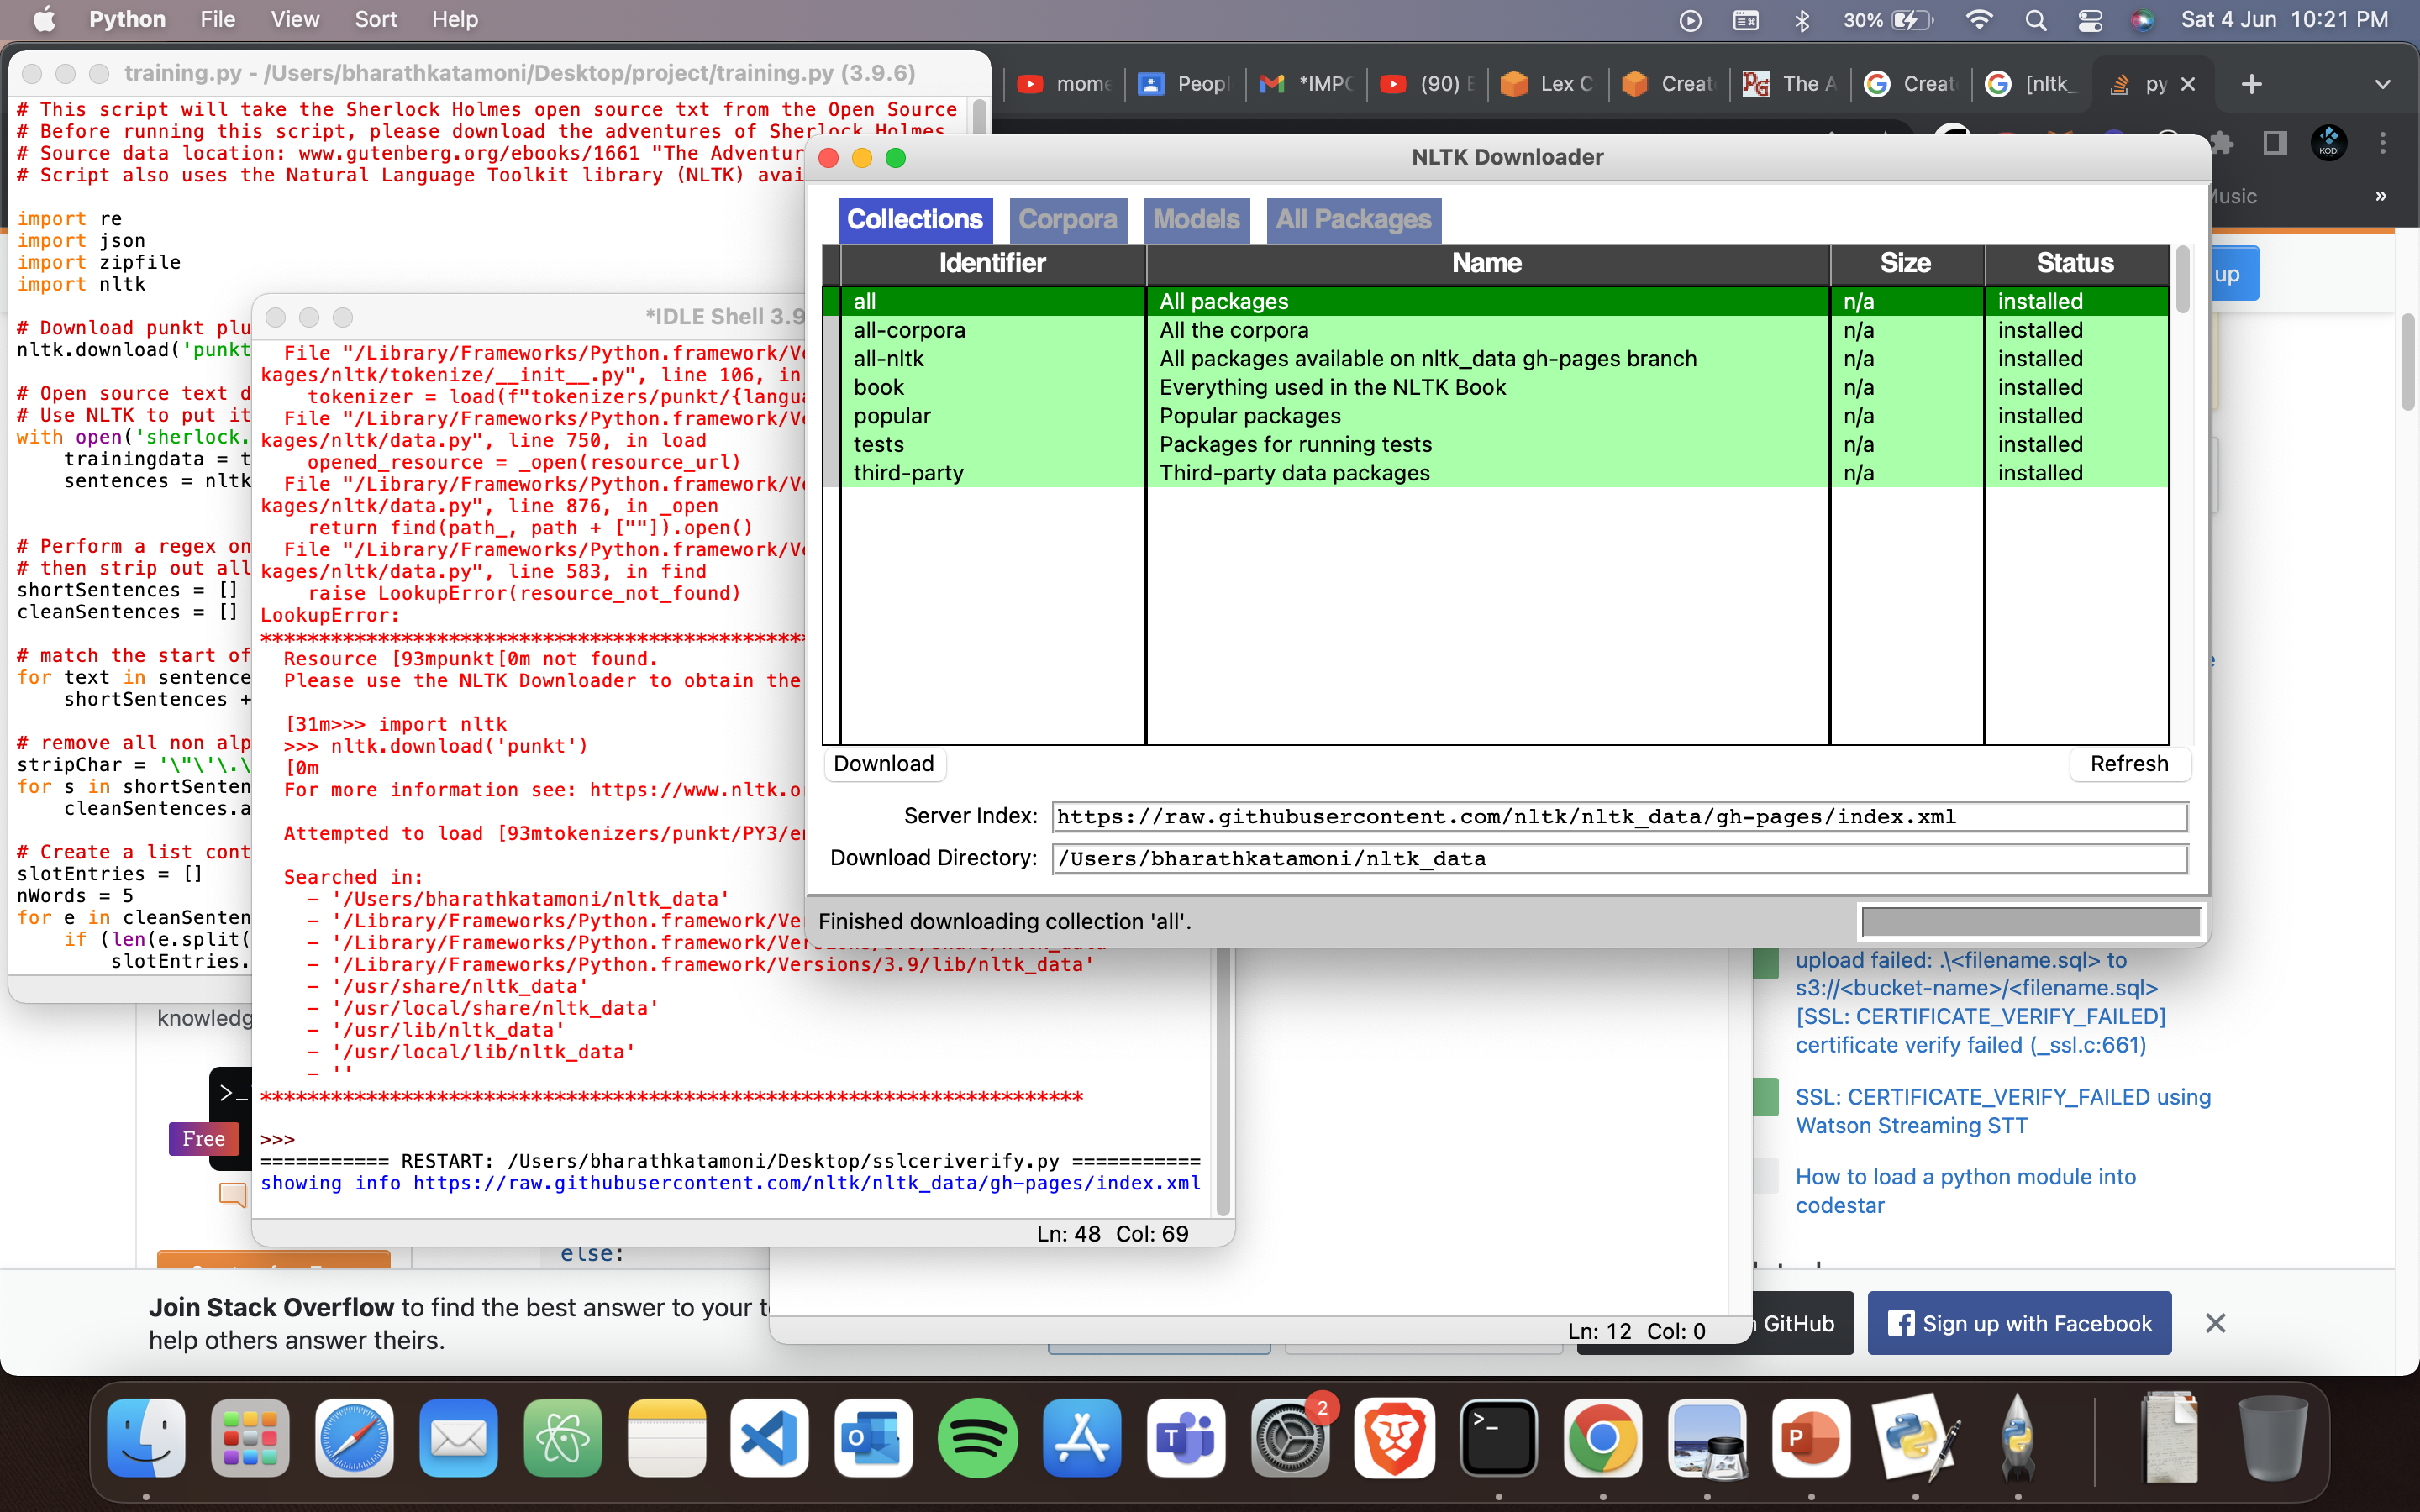 Python File View Sort Help
30% Sat 4 Jun 10:21 PM
training.py - /Users/bharathkatamoni/Desktop/project/training.py (3.9.6)
# This script will take the Sherlock Holmes open source txt from the Open Source
# Before running this script, please download the adventures of Sherlock Holmes
# Source data location: www.gutenberg.org/ebooks/1661 "The Adventur
# Script also uses the Natural Language Toolkit library (NLTK) avai
import re
import json
import zipfile
import nltk
# Download punkt plu
nltk.download('punkt
# Open source text d
# Use NLTK to put it
with open('sherlock.
trainingdata = t
sentences = nltk
# Perform a regex on
# then strip out all
shortSentences = []
cleanSentences = []
# match the start of
for text in sentence
shortSentences +
# remove all non alp
stripChar = '\"\'\.\
for s in shortSenten
cleanSentences.a
# Create a list cont
slotEntries = []
nWords = 5
for e in cleanSenten
if (len(e.split(
slotEntries.
*IDLE Shell 3.9
File "/Library/Frameworks/Python.framework/Ve
kages/nltk/tokenize/__init__.py", line 106, in
tokenizer = load(f"tokenizers/punkt/{langua
File "/Library/Frameworks/Python.framework/Ve
kages/nltk/data.py", line 750, in load
opened_resource = _open(resource_url)
File "/Library/Frameworks/Python.framework/Ve
kages/nltk/data.py", line 876, in _open
return find(path_, path + [""]).open()
File "/Library/Frameworks/Python.framework/Ve
kages/nltk/data.py", line 583, in find
raise LookupError(resource_not_found)
LookupError:
**********************************************
Resource [93mpunkt[0m not found.
Please use the NLTK Downloader to obtain the
[31m>>> import nltk
>>> nltk.download('punkt')
[0m
For more information see: https://www.nltk.o
Attempted to load [93mtokenizers/punkt/PY3/e
Searched in:
- '/Users/bharathkatamoni/nltk_data'
- '/Library/Frameworks/Python.framework/Ver
- '/Library/Frameworks/Python.framework/Versions/3.9/share/nltk_data'
- '/Library/Frameworks/Python.framework/Versions/3.9/lib/nltk_data'
- '/usr/share/nltk_data'
- '/usr/local/share/nltk_data'
- '/usr/lib/nltk_data'
- '/usr/local/lib/nltk_data'
- ''
**********************************************************************
>>>
=========== RESTART: /Users/bharathkatamoni/Desktop/sslceriverify.py ===========
showing info https://raw.githubusercontent.com/nltk/nltk_data/gh-pages/index.xml
Ln: 48 Col: 69
mome Peopl *IMPO (90) E Lex C Creat The A Creat [nltk_ py
KODI
Music »
NLTK Downloader
Collections Corpora Models All Packages
Identifier Name Size Status
all All packages n/a installed
all-corpora All the corpora n/a installed
all-nltk All packages available on nltk_data gh-pages branch n/a installed
book Everything used in the NLTK Book n/a installed
popular Popular packages n/a installed
tests Packages for running tests n/a installed
third-party Third-party data packages n/a installed
Download Refresh
Server Index: https://raw.githubusercontent.com/nltk/nltk_data/gh-pages/index.xml
Download Directory: /Users/bharathkatamoni/nltk_data
Finished downloading collection 'all'.
up
upload failed: .\<filename.sql> to
s3://<bucket-name>/<filename.sql>
[SSL: CERTIFICATE_VERIFY_FAILED]
certificate verify failed (_ssl.c:661)
SSL: CERTIFICATE_VERIFY_FAILED using
Watson Streaming STT
How to load a python module into
codestar
knowledg
>_
Free
else:
Ln: 12 Col: 0
Join Stack Overflow to find the best answer to your t
help others answer theirs.
GitHub
Sign up with Facebook
2